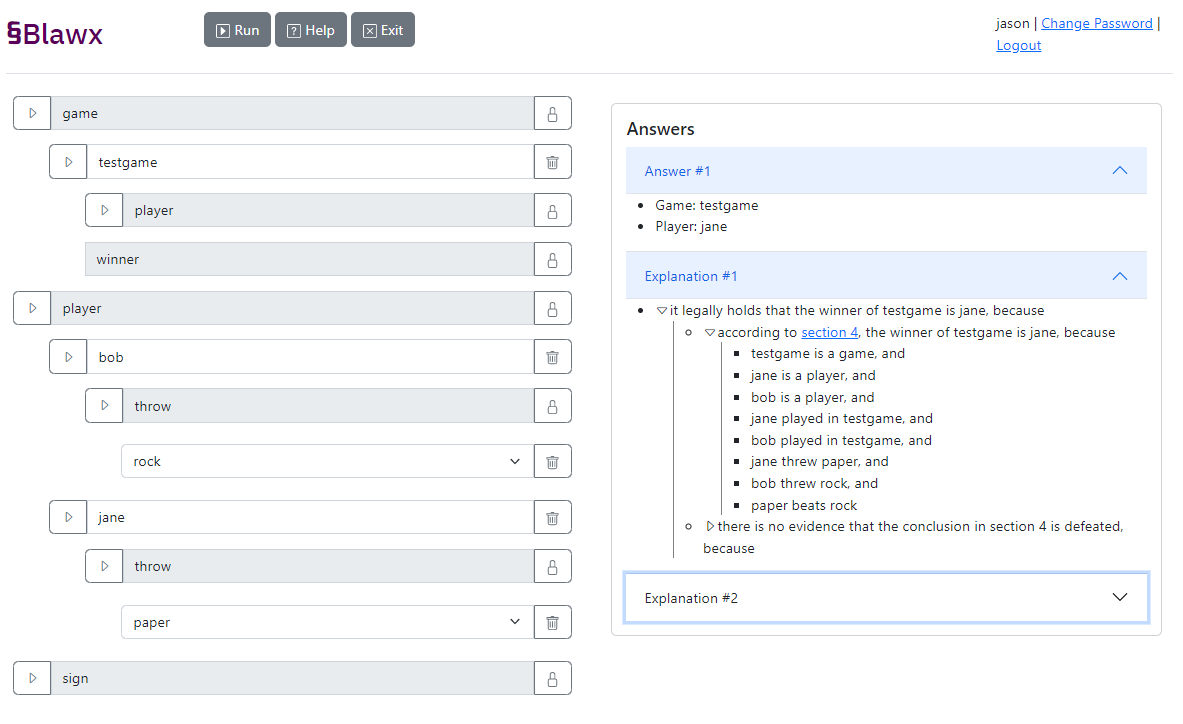 §Blawx
Run
Help
Exit
jason | Change Password |
Logout
game
testgame
player
winner
player
bob
throw
rock
jane
throw
paper
sign
Answers
Answer #1
Game: testgame
Player: jane
Explanation #1
it legally holds that the winner of testgame is jane, because
according to section 4, the winner of testgame is jane, because
testgame is a game, and
jane is a player, and
bob is a player, and
jane played in testgame, and
bob played in testgame, and
jane threw paper, and
bob threw rock, and
paper beats rock
there is no evidence that the conclusion in section 4 is defeated,
because
Explanation #2